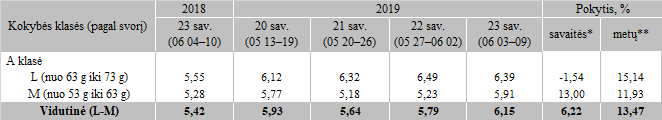 Kokybės klasės (pagal svorį) 2018 2019 Pokytis, %
23 sav. (06 04–10) 20 sav. (05 13–19) 21 sav. (05 20–26) 22 sav. (05 27–06 02) 23 sav. (06 03–09) savaitės* metų**
A klasė
L (nuo 63 g iki 73 g) 5,55 6,12 6,32 6,49 6,39 -1,54 15,14
M (nuo 53 g iki 63 g) 5,28 5,77 5,18 5,23 5,91 13,00 11,93
Vidutinė (L-M) 5,42 5,93 5,64 5,79 6,15 6,22 13,47